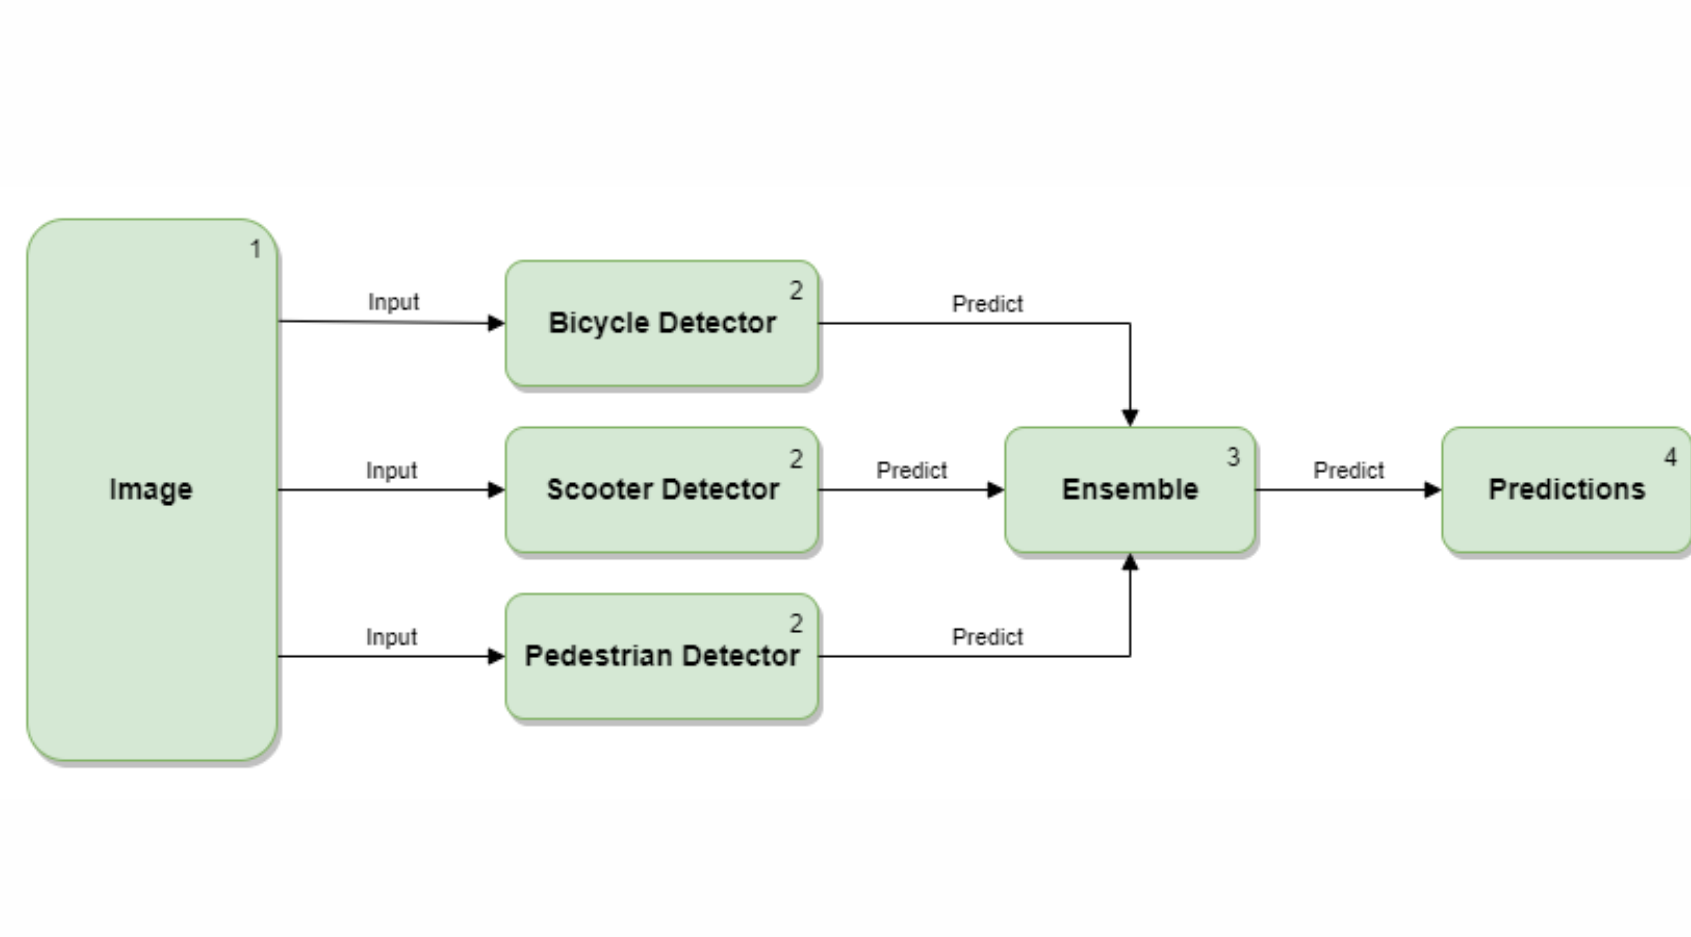 1
Image
Input
Input
Input
2
Bicycle Detector
2
Scooter Detector
2
Pedestrian Detector
Predict
Predict
Predict
3
Ensemble
Predict
4
Predictions